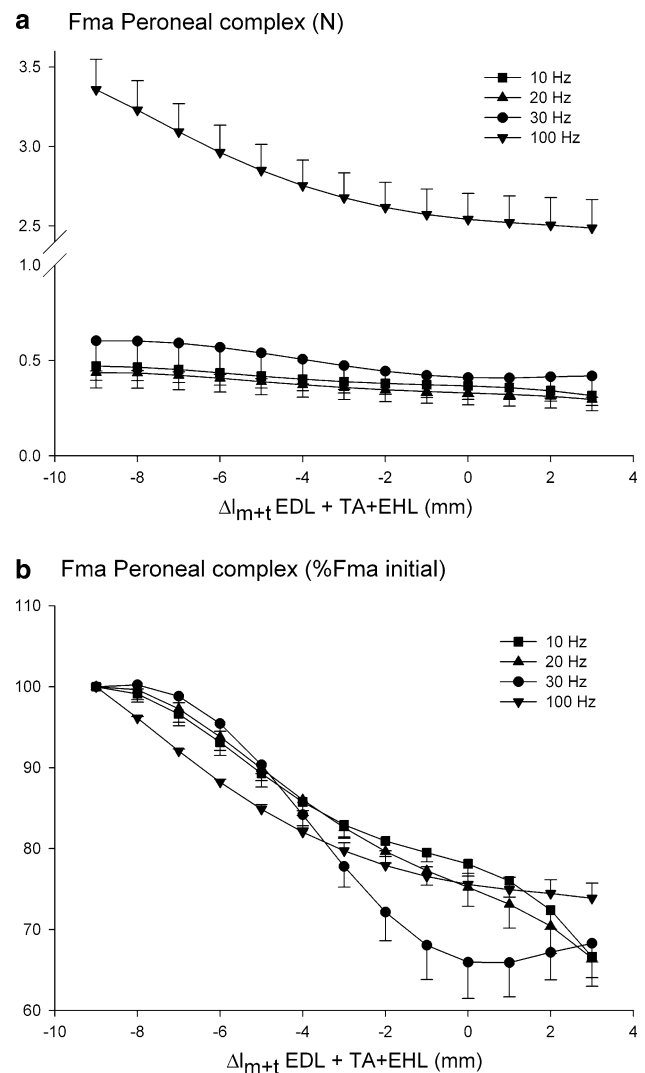 a Fma Peroneal complex (N)
3.5
3.0
2.5
1.0
0.5
0.0
10 Hz
20 Hz
30 Hz
100 Hz
-10 -8 -6 -4 -2 0 2 4
Δlm+t EDL + TA+EHL (mm)
b Fma Peroneal complex (%Fma initial)
110
100
90
80
70
60
10 Hz
20 Hz
30 Hz
100 Hz
-10 -8 -6 -4 -2 0 2 4
Δlm+t EDL + TA+EHL (mm)